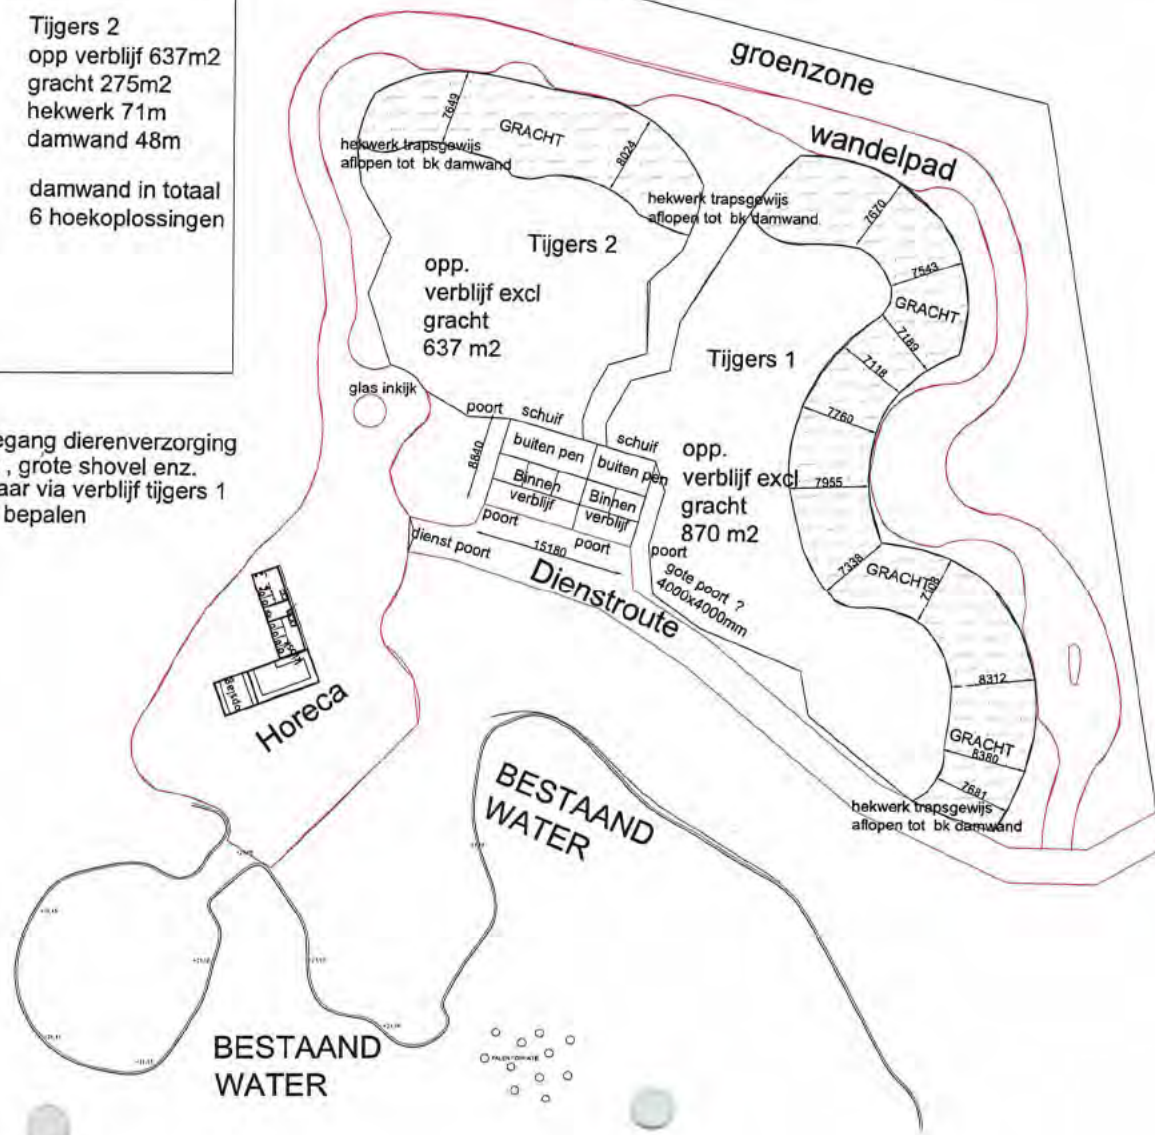 Tijgers 2
opp verblijf 637m2
gracht 275m2
hekwerk 71m
damwand 48m
damwand in totaal
6 hoekoplossingen
egang dierenverzorging
, grote shovel enz.
aar via verblijf tijgers 1
bepalen
groenzone
wandelpad
7649
GRACHT
8024
hekwerk trapsgewijs
aflopen tot bk damwand
hekwerk trapsgewijs
aflopen tot bk damwand
Tijgers 2
opp.
verblijf excl
gracht
637 m2
7670
7543
GRACHT
7189
7118
7760
7955
7338
GRACHT
8312
GRACHT
8380
7681
hekwerk trapsgewijs
aflopen tot bk damwand
Tijgers 1
opp.
verblijf excl
gracht
870 m2
glas inkijk
poort
schuif
schuif
8840
buiten pen
buiten pen
Binnen
verblijf
Binnen
verblijf
poort
poort
15180
poort
dienst poort
gote poort ?
4000x4000mm
Dienstroute
Horeca
BESTAAND
WATER
BESTAAND
WATER